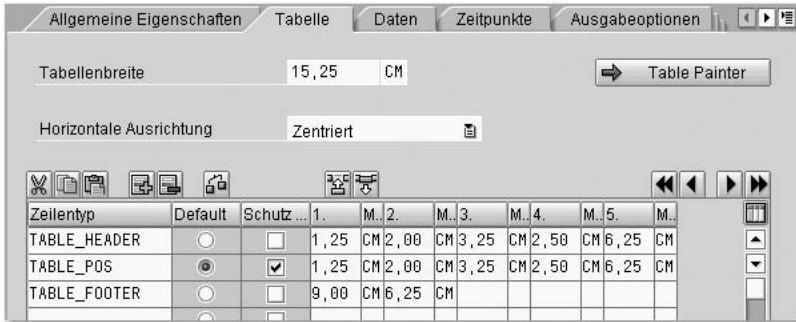 Allgemeine Eigenschaften Tabelle Daten Zeitpunkte Ausgabeoptionen
Tabellenbreite 15,25 CM Table Painter
Horizontale Ausrichtung Zentriert
Zeilentyp Default Schutz ... 1. M.. 2. M.. 3. M.. 4. M.. 5. M..
TABLE_HEADER 1,25 CM 2,00 CM 3,25 CM 2,50 CM 6,25 CM
TABLE_POS 1,25 CM 2,00 CM 3,25 CM 2,50 CM 6,25 CM
TABLE_FOOTER 9,00 CM 6,25 CM